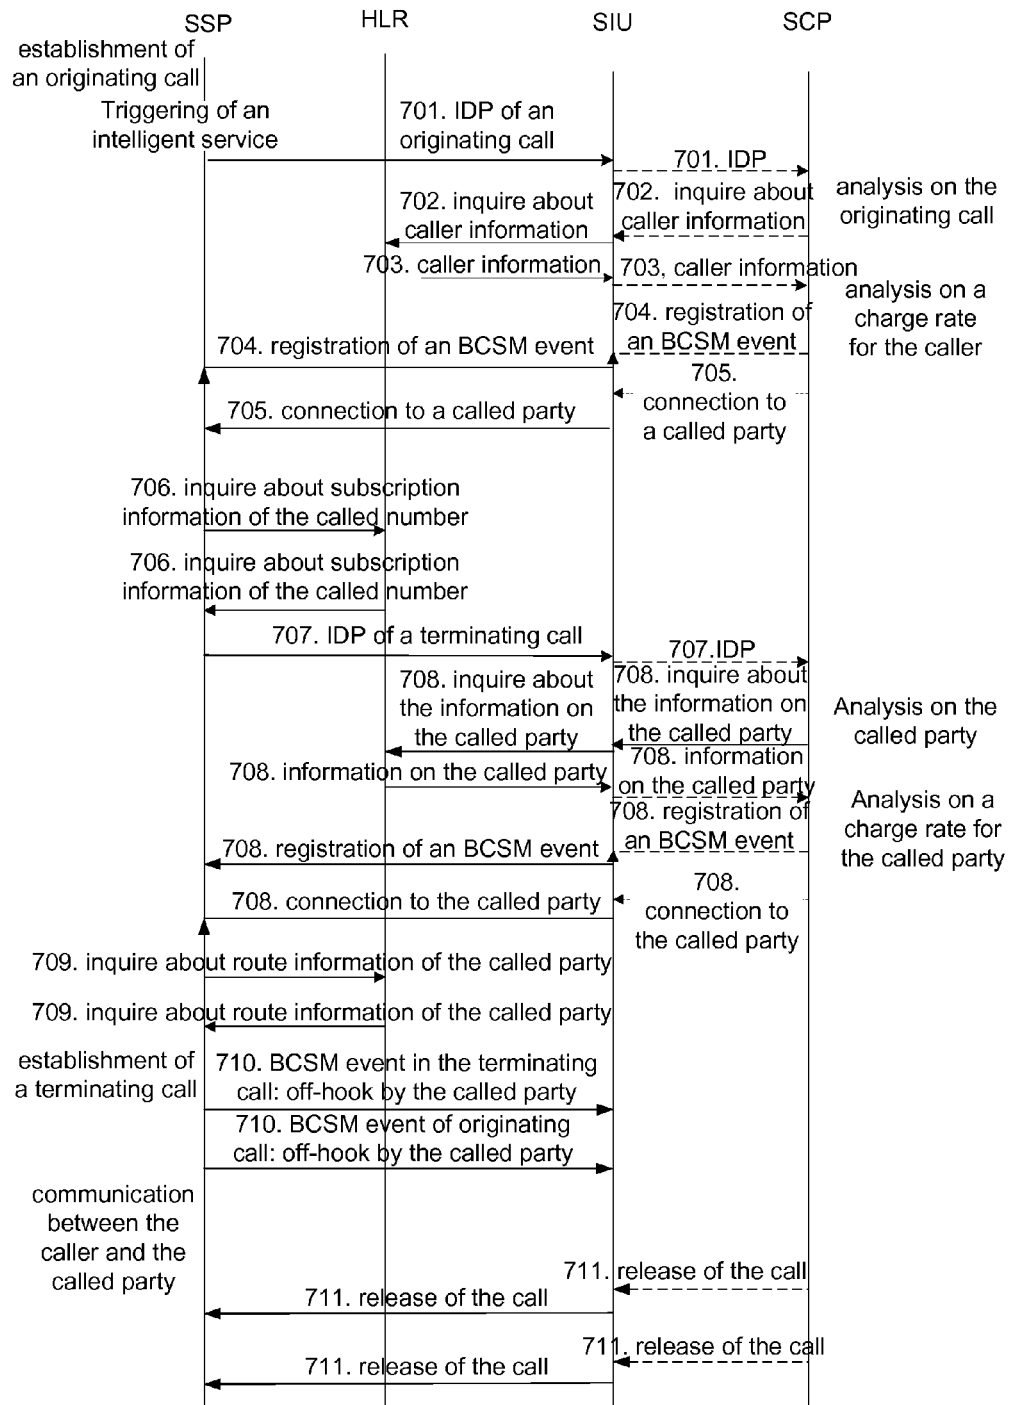 SSP
HLR
SIU
SCP
establishment of
an originating call
Triggering of an
intelligent service
701. IDP of an
originating call
701. IDP
analysis on the
originating call
702. inquire about
caller information
702. inquire about
caller information
703. caller information
703, caller information
analysis on a
charge rate
for the caller
704. registration of
an BCSM event
704. registration of an BCSM event
705.
connection to
a called party
705. connection to a called party
706. inquire about subscription
information of the called number
706. inquire about subscription
information of the called number
707. IDP of a terminating call
707.IDP
708. inquire about
the information on
the called party
708. inquire about
the information on
the called party
Analysis on the
called party
708. information on the called party
708. information
on the called party
Analysis on a
charge rate for
the called party
708. registration of
an BCSM event
708. registration of an BCSM event
708.
connection to
the called party
708. connection to the called party
709. inquire about route information of the called party
709. inquire about route information of the called party
establishment of
a terminating call
710. BCSM event in the terminating
call: off-hook by the called party
710. BCSM event of originating
call: off-hook by the called party
communication
between the
caller and the
called party
711. release of the call
711. release of the call
711. release of the call
711. release of the call